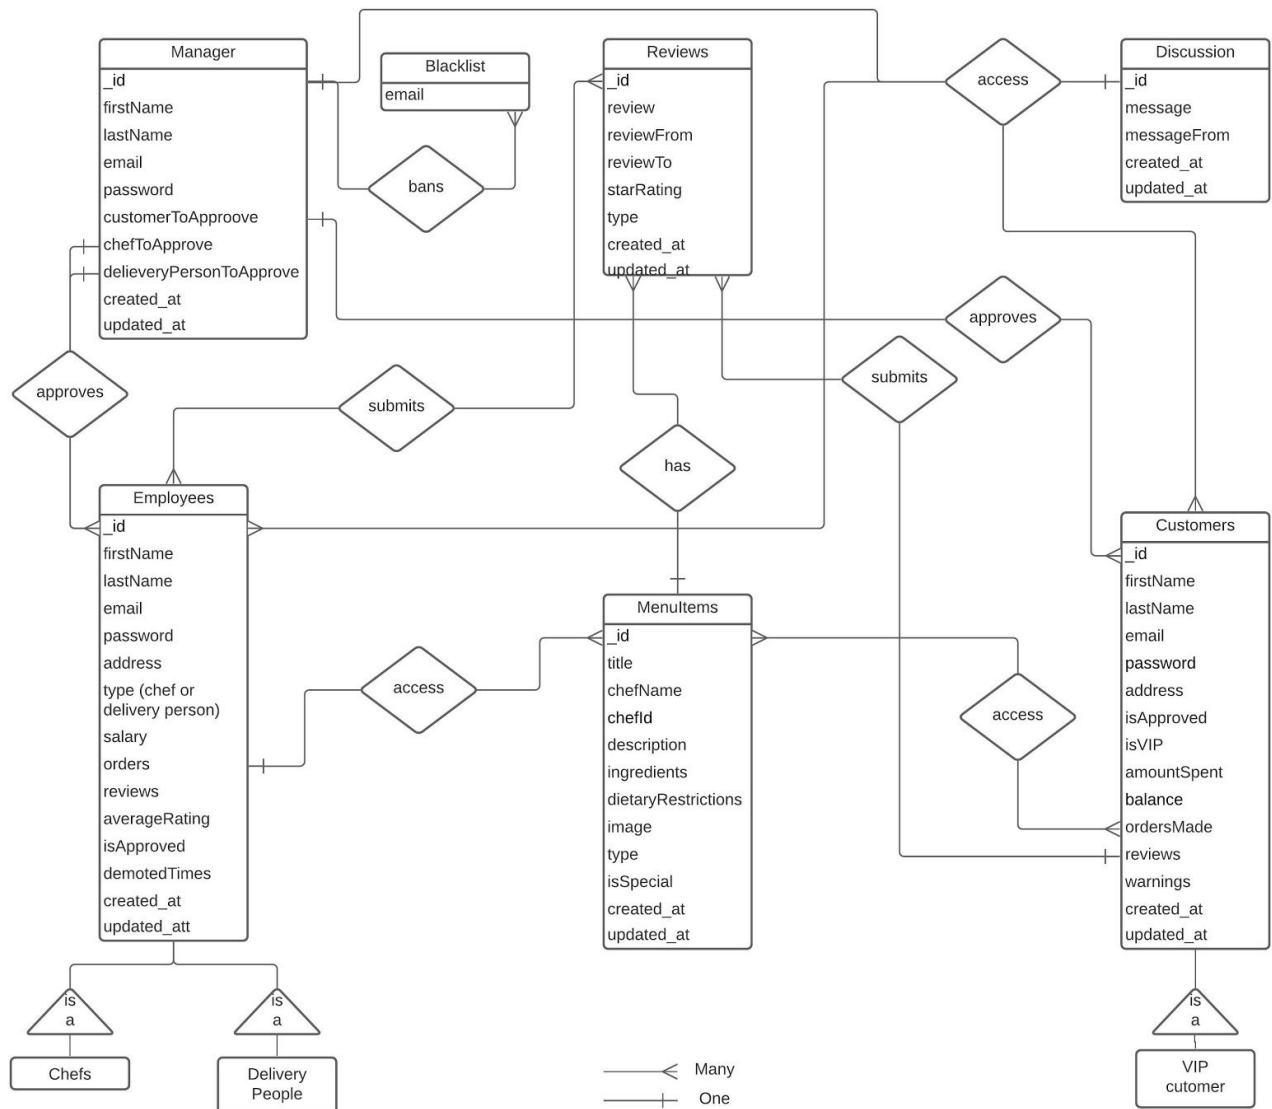 Manager
_id
firstName
lastName
email
password
customerToApproove
chefToApprove
delieveryPersonToApprove
created_at
updated_at
Blacklist
email
bans
Reviews
_id
review
reviewFrom
reviewTo
starRating
type
created_at
updated_at
access
Discussion
_id
message
messageFrom
created_at
updated_at
approves
submits
approves
submits
has
Employees
_id
firstName
lastName
email
password
address
type (chef or
delivery person)
salary
orders
reviews
averageRating
isApproved
demotedTimes
created_at
updated_att
access
MenuItems
_id
title
chefName
chefId
description
ingredients
dietaryRestrictions
image
type
isSpecial
created_at
updated_at
access
Customers
_id
firstName
lastName
email
password
address
isApproved
isVIP
amountSpent
balance
ordersMade
reviews
warnings
created_at
updated_at
is
a
Chefs
is
a
Delivery
People
is
a
VIP
cutomer
Many
One